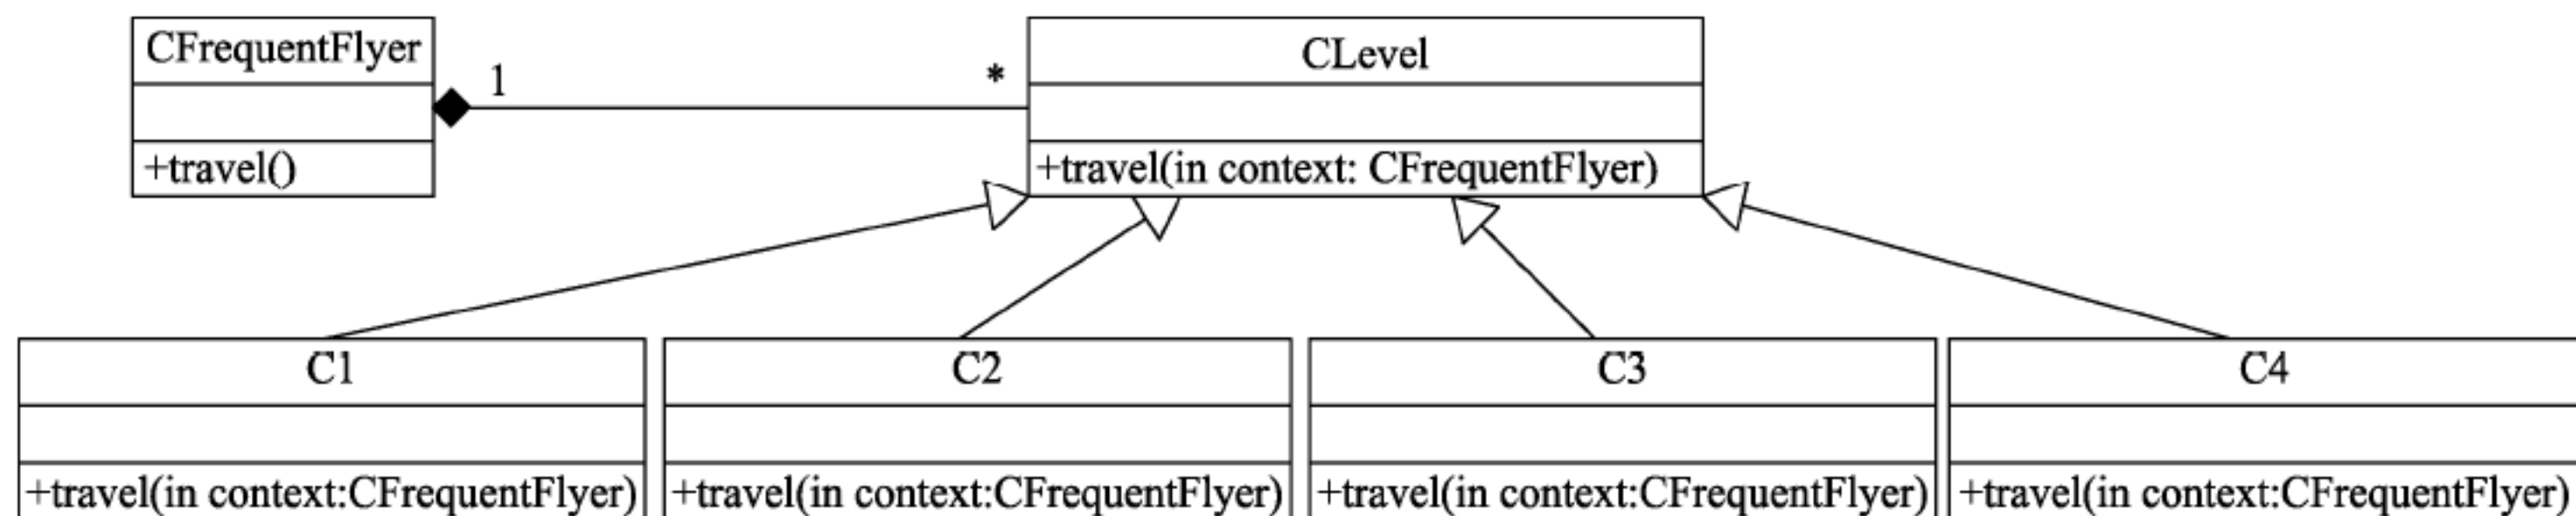 CFrequentFlyer
1
*
CLevel
+travel()
+travel(in context: CFrequentFlyer)
C1
C2
C3
C4
+travel(in context:CFrequentFlyer)
+travel(in context:CFrequentFlyer)
+travel(in context:CFrequentFlyer)
+travel(in context:CFrequentFlyer)